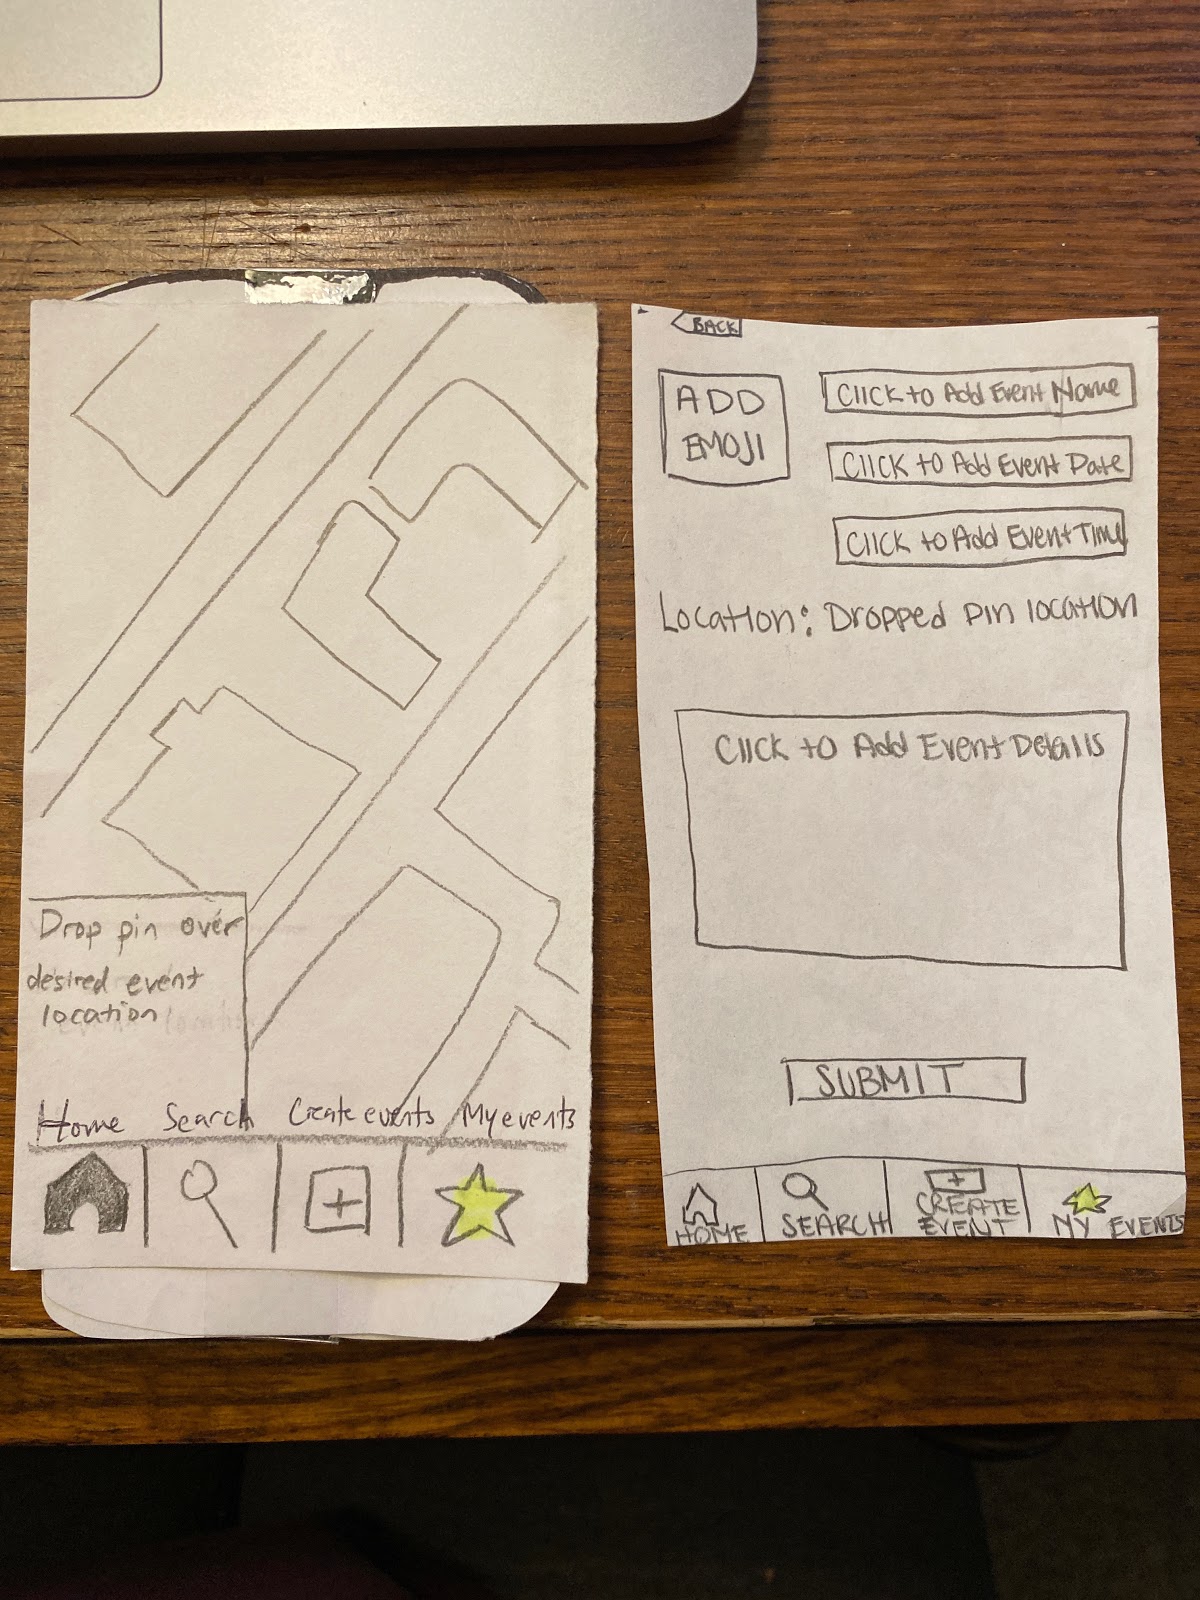 Drop pin over
desired event
location
Home Search Create events My events
BACK
ADD
EMOJI
Click to Add Event Name
Click to Add Event Date
Click to Add Event Time
Location: Dropped pin location
Click to Add Event Details
SUBMIT
HOME
SEARCH
CREATE
EVENT
MY EVENTS